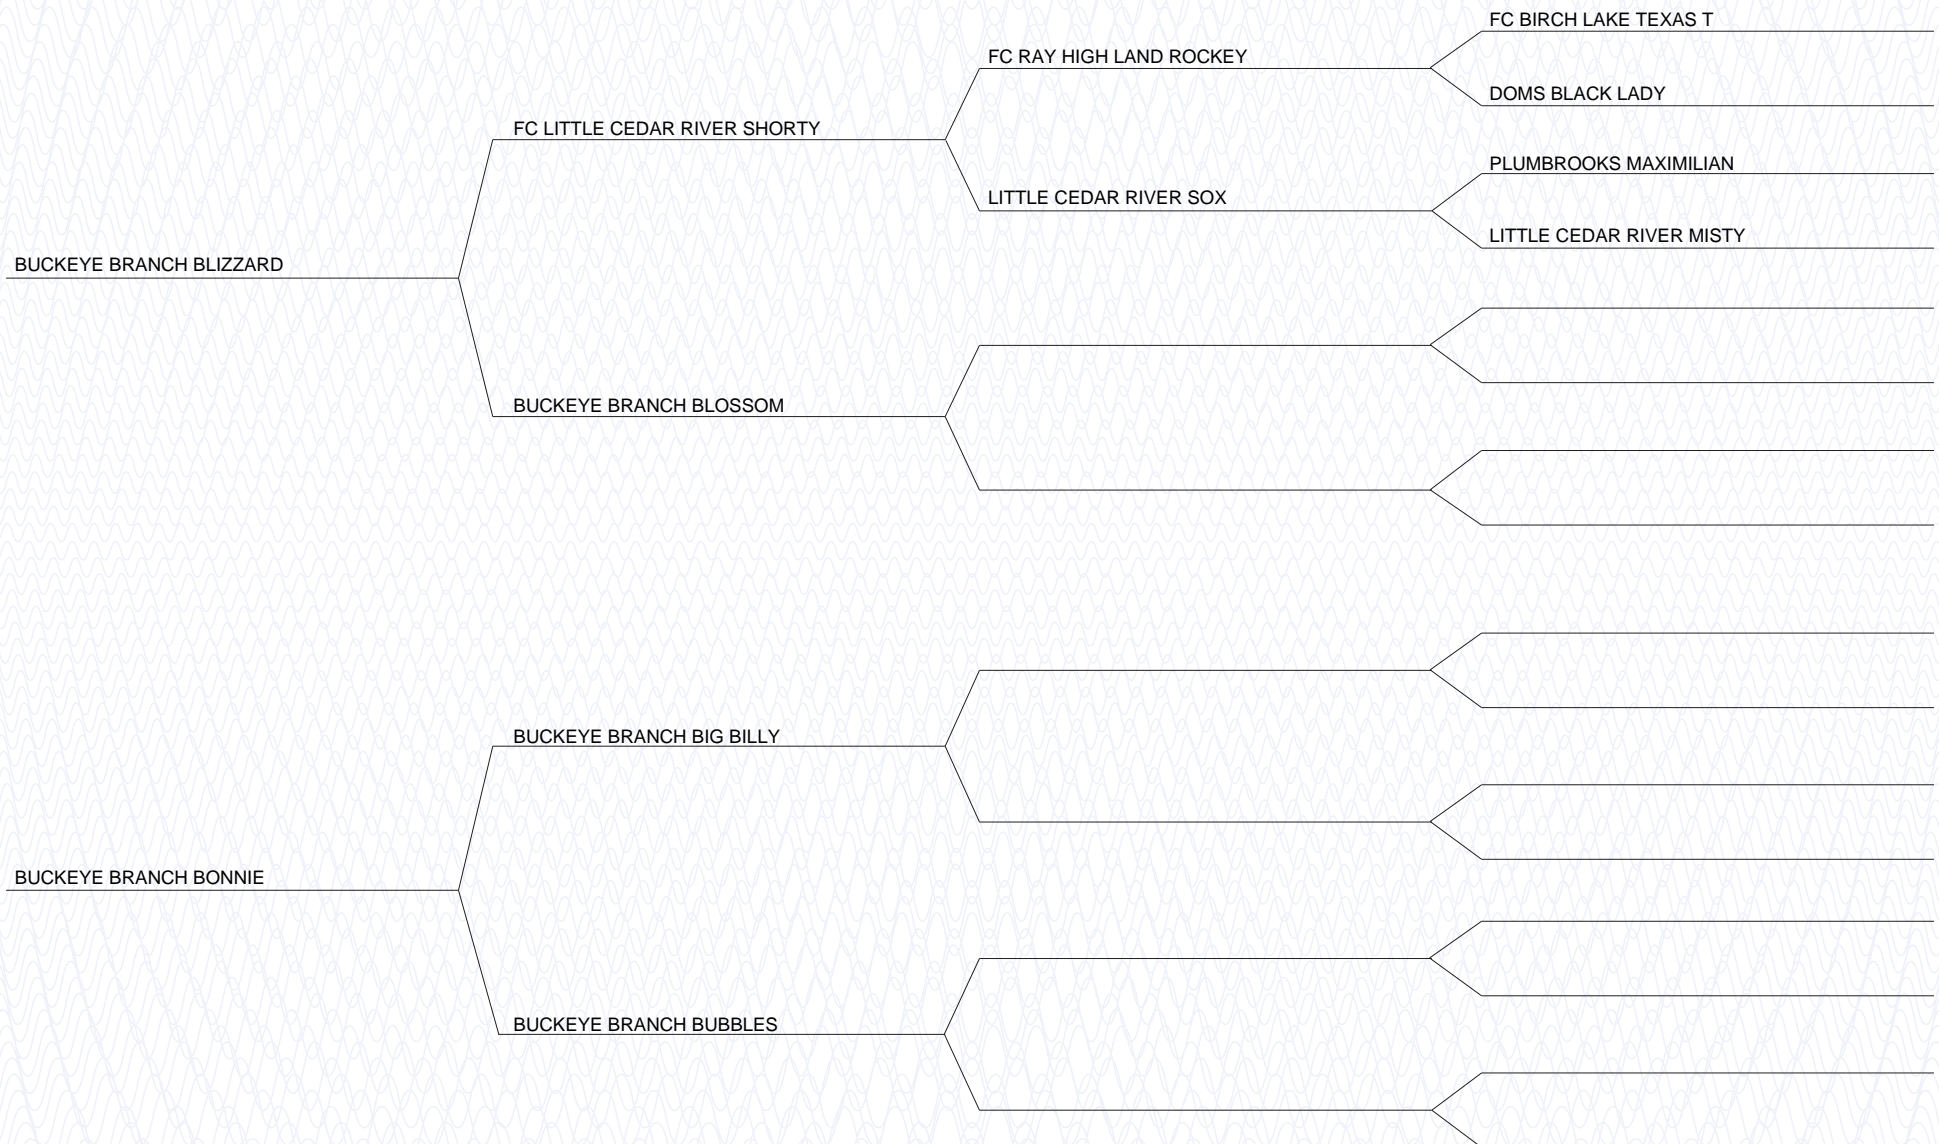 FC BIRCH LAKE TEXAS T
FC RAY HIGH LAND ROCKEY
DOMS BLACK LADY
FC LITTLE CEDAR RIVER SHORTY
PLUMBROOKS MAXIMILIAN
LITTLE CEDAR RIVER SOX
LITTLE CEDAR RIVER MISTY
BUCKEYE BRANCH BLIZZARD
BUCKEYE BRANCH BLOSSOM
BUCKEYE BRANCH BIG BILLY
BUCKEYE BRANCH BONNIE
BUCKEYE BRANCH BUBBLES